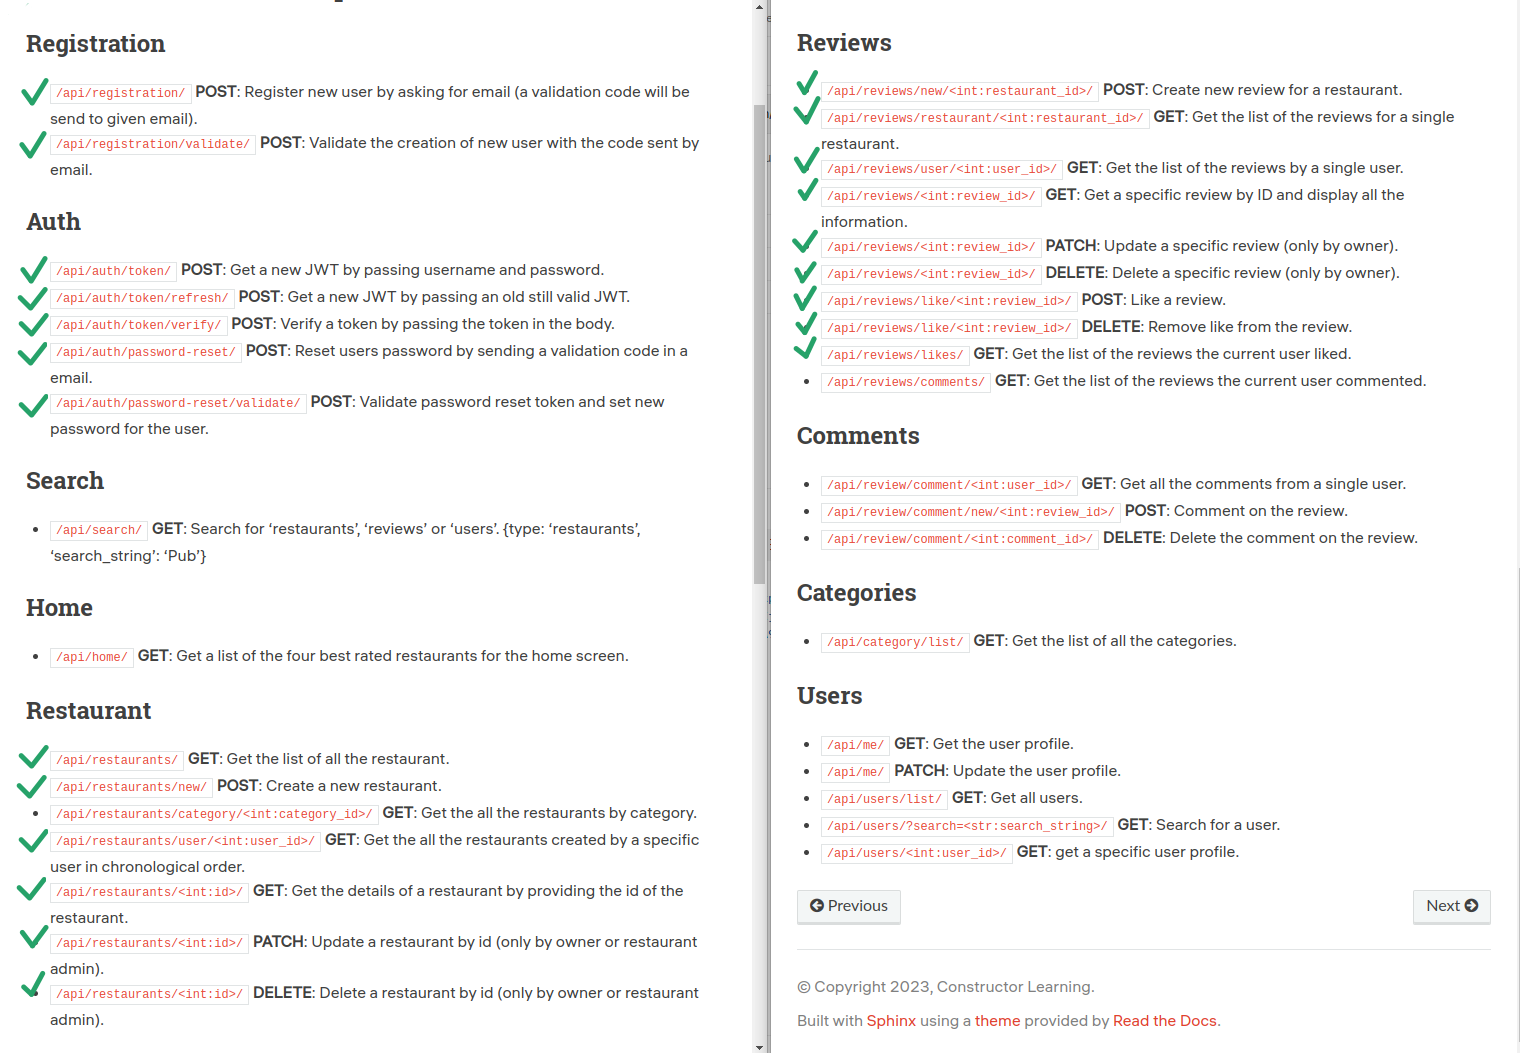 Registration
/api/registration/ POST: Register new user by asking for email (a validation code will be
send to given email).
/api/registration/validate/ POST: Validate the creation of new user with the code sent by
email.
Auth
/api/auth/token/ POST: Get a new JWT by passing username and password.
/api/auth/token/refresh/ POST: Get a new JWT by passing an old still valid JWT.
/api/auth/token/verify/ POST: Verify a token by passing the token in the body.
/api/auth/password-reset/ POST: Reset users password by sending a validation code in a
email.
/api/auth/password-reset/validate/ POST: Validate password reset token and set new
password for the user.
Search
/api/search/ GET: Search for ‘restaurants’, ‘reviews’ or ‘users’. {type: ‘restaurants’,
‘search_string’: ‘Pub’}
Home
/api/home/ GET: Get a list of the four best rated restaurants for the home screen.
Restaurant
/api/restaurants/ GET: Get the list of all the restaurant.
/api/restaurants/new/ POST: Create a new restaurant.
/api/restaurants/category/<int:category_id>/ GET: Get the all the restaurants by category.
/api/restaurants/user/<int:user_id>/ GET: Get the all the restaurants created by a specific
user in chronological order.
/api/restaurants/<int:id>/ GET: Get the details of a restaurant by providing the id of the
restaurant.
/api/restaurants/<int:id>/ PATCH: Update a restaurant by id (only by owner or restaurant
admin).
/api/restaurants/<int:id>/ DELETE: Delete a restaurant by id (only by owner or restaurant
admin).
Reviews
/api/reviews/new/<int:restaurant_id>/ POST: Create new review for a restaurant.
/api/reviews/restaurant/<int:restaurant_id>/ GET: Get the list of the reviews for a single
restaurant.
/api/reviews/user/<int:user_id>/ GET: Get the list of the reviews by a single user.
/api/reviews/<int:review_id>/ GET: Get a specific review by ID and display all the
information.
/api/reviews/<int:review_id>/ PATCH: Update a specific review (only by owner).
/api/reviews/<int:review_id>/ DELETE: Delete a specific review (only by owner).
/api/reviews/like/<int:review_id>/ POST: Like a review.
/api/reviews/like/<int:review_id>/ DELETE: Remove like from the review.
/api/reviews/likes/ GET: Get the list of the reviews the current user liked.
/api/reviews/comments/ GET: Get the list of the reviews the current user commented.
Comments
/api/review/comment/<int:user_id>/ GET: Get all the comments from a single user.
/api/review/comment/new/<int:review_id>/ POST: Comment on the review.
/api/review/comment/<int:comment_id>/ DELETE: Delete the comment on the review.
Categories
/api/category/list/ GET: Get the list of all the categories.
Users
/api/me/ GET: Get the user profile.
/api/me/ PATCH: Update the user profile.
/api/users/list/ GET: Get all users.
/api/users/?search=<str:search_string>/ GET: Search for a user.
/api/users/<int:user_id>/ GET: get a specific user profile.
Previous
Next
© Copyright 2023, Constructor Learning.
Built with Sphinx using a theme provided by Read the Docs.